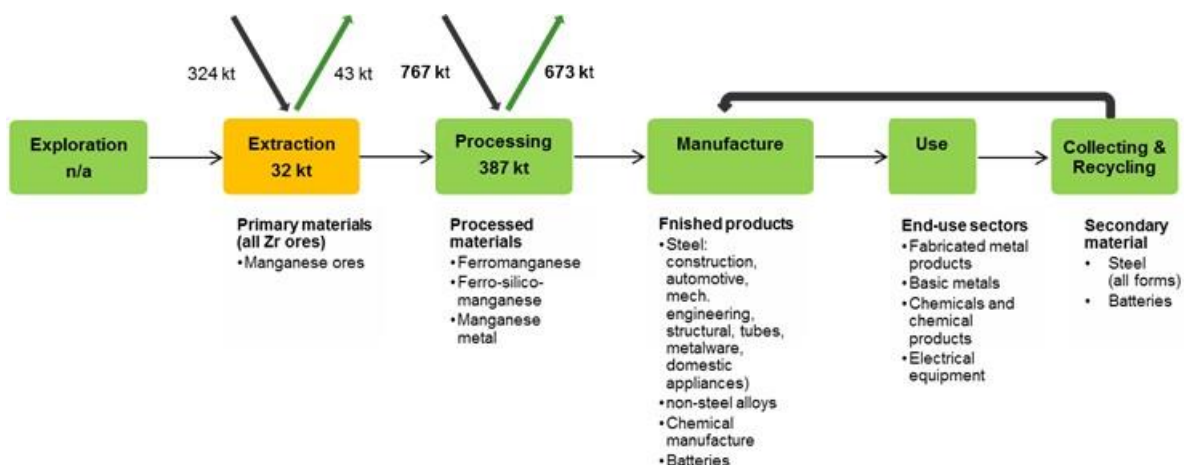 324 kt
43 kt
767 kt
673 kt
Exploration
n/a
Extraction
32 kt
Processing
387 kt
Manufacture
Use
Collecting &
Recycling
Primary materials
(all Zr ores)
•Manganese ores
Processed
materials
•Ferromanganese
•Ferro-silico-
manganese
•Manganese
metal
Fnished products
•Steel:
construction,
automotive,
mech.
engineering,
structural, tubes,
metalware,
domestic
appliances)
•non-steel alloys
•Chemical
manufacture
•Batteries
End-use sectors
•Fabricated metal
products
•Basic metals
•Chemicals and
chemical
products
•Electrical
equipment
Secondary
material
• Steel
(all forms)
• Batteries